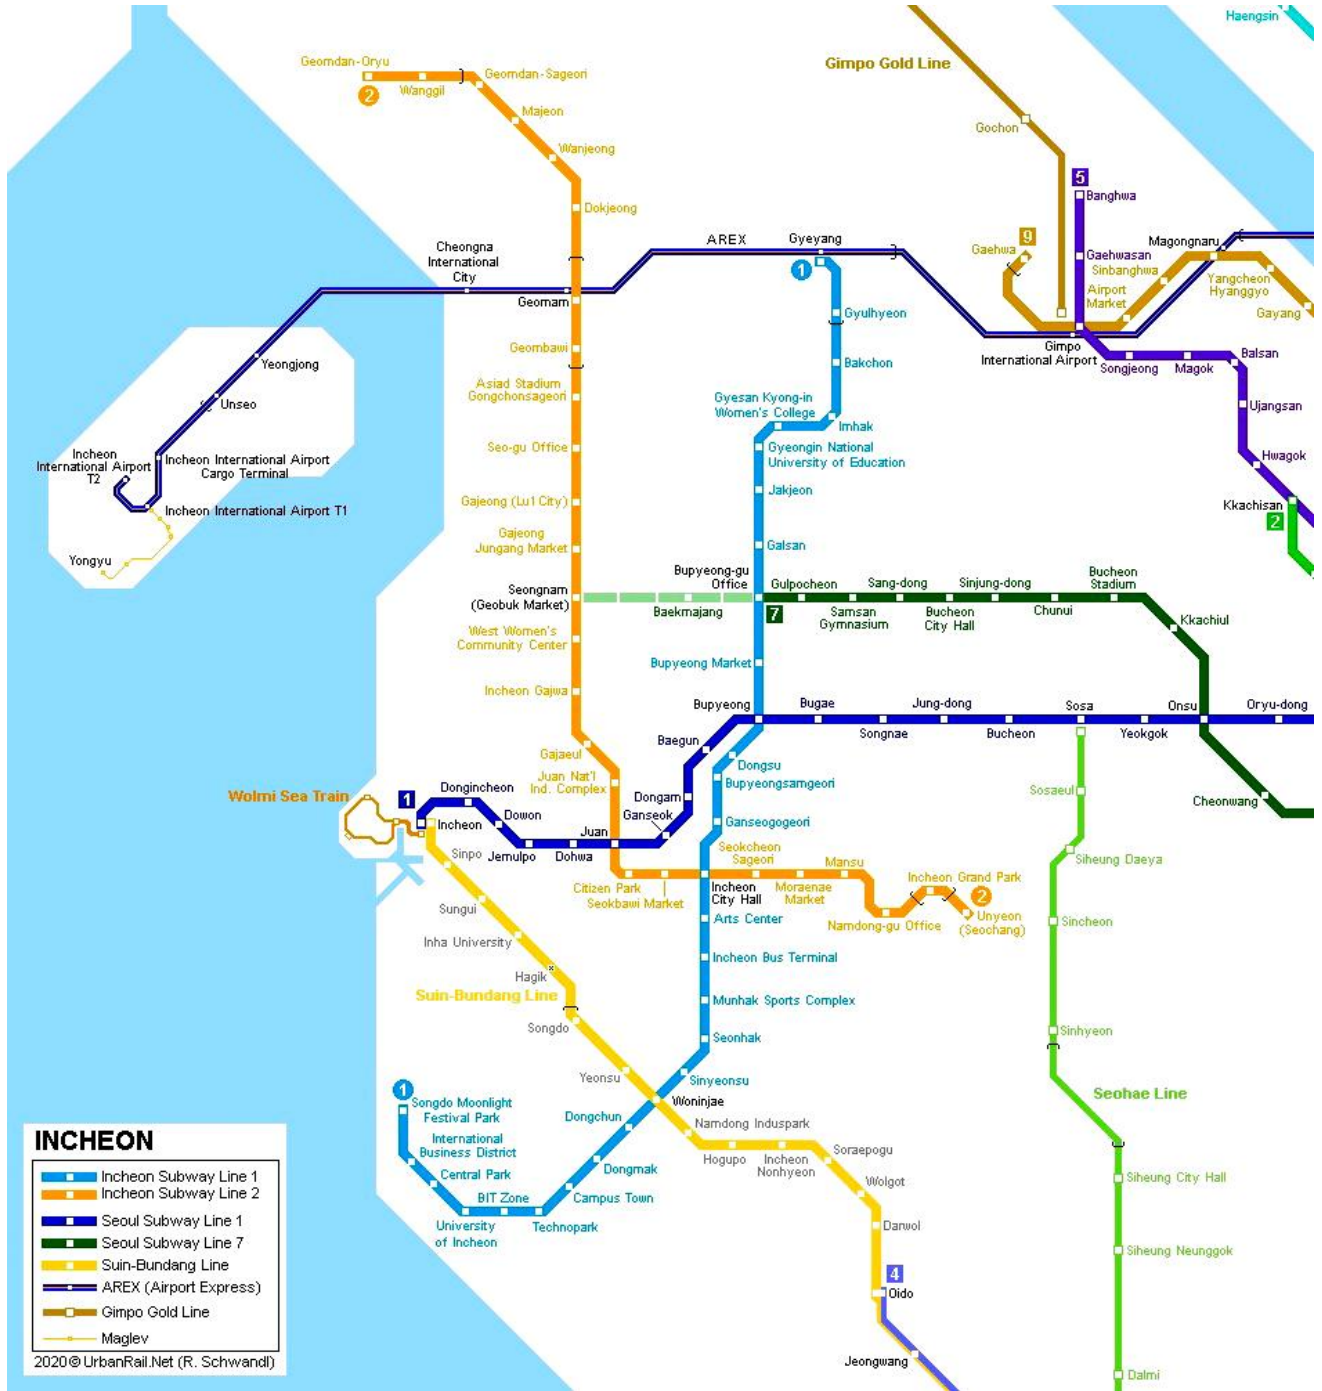 Haengsin
Geomdan-Oryu
Geomdan-Sageori
Gimpo Gold Line
2
Wanggil
Majeon
Gochon
Wanjeong
5
Banghwa
Dokjeong
9
Cheongna
International
City
AREX
Gyeyang
Gaehwa
Magongnaru
Gaehwasan
Sinbanghwa
1
Airport
Market
Yangcheon
Hyanggyo
Geomam
Gyulhyeon
Gayang
Geombawi
Gimpo
International Airport
Yeongjong
Bakchon
Songjeong
Magok
Balsan
Asiad Stadium
Gongchonsageori
Unseo
Gyesan Kyong-in
Women's College
Imhak
Ujangsan
Seo-gu Office
Gyeongin National
University of Education
Incheon
International Airport
T2
Incheon International Airport
Cargo Terminal
Hwagok
Jakjeon
Gajeong (Lu1 City)
Kkachisan
Incheon International Airport T1
2
Gajeong
Jungang Market
Galsan
Yongyu
Bupyeong-gu
Office
Gulpocheon
Sang-dong
Sinjung-dong
Bucheon
Stadium
Seongnam
(Geobuk Market)
Baekmajang
7
Samsan
Gymnasium
Bucheon
City Hall
Chunui
Kkachiul
West Women's
Community Center
Bupyeong Market
Incheon Gajwa
Bupyeong
Bugae
Jung-dong
Sosa
Onsu
Oryu-dong
Baegun
Songnae
Bucheon
Yeokgok
Gajaeul
Dongsu
Juan Nat'l
Ind. Complex
Bupyeongsamgeori
Wolmi Sea Train
1
Dongincheon
Dongam
Sosaeul
Cheonwang
Incheon
Dowon
Juan
Ganseok
Ganseogogeori
Jemulpo
Dohwa
Seokcheon
Sageori
Mansu
Siheung Daeya
Sinpo
Citizen Park
Seokbawi Market
Incheon
City Hall
Moraenae
Market
Incheon Grand Park
2
Sungui
Arts Center
Namdong-gu Office
Unyeon
(Seochang)
Sincheon
Inha University
Incheon Bus Terminal
Hagik
Suin-Bundang Line
Munhak Sports Complex
Songdo
Seonhak
Sinhyeon
Yeonsu
Sinyeonsu
Seohae Line
1
Songdo Moonlight
Festival Park
Woninjae
Dongchun
Namdong Induspark
International
Business District
Hogupo
Incheon
Nonhyeon
Soraepogu
Dongmak
Central Park
Wolgot
Siheung City Hall
BIT Zone
Campus Town
University
of Incheon
Technopark
Darwol
Siheung Neunggok
4
Oido
Jeongwang
Dalmi
INCHEON
Incheon Subway Line 1
Incheon Subway Line 2
Seoul Subway Line 1
Seoul Subway Line 7
Suin-Bundang Line
AREX (Airport Express)
Gimpo Gold Line
Maglev
2020 © UrbanRail.Net (R. Schwandl)